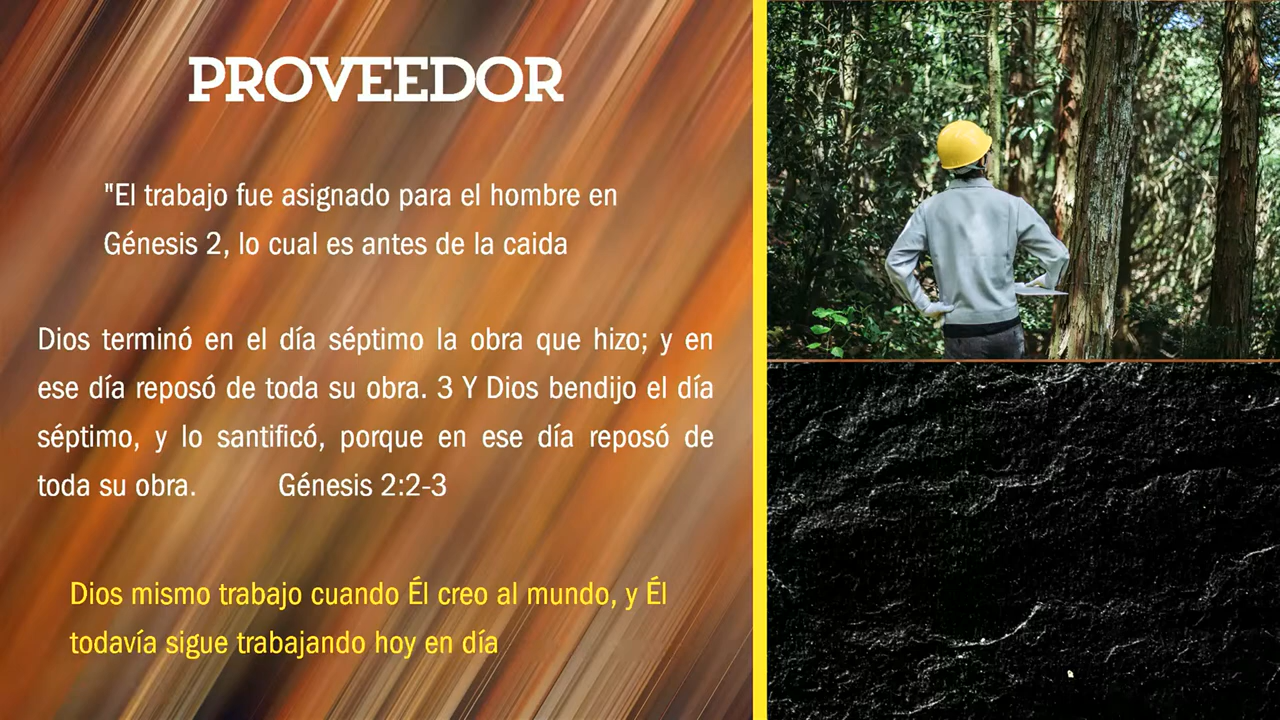 PROVEEDOR
"El trabajo fue asignado para el hombre en
Génesis 2, lo cual es antes de la caida
Dios terminó en el día séptimo la obra que hizo; y en
ese día reposó de toda su obra. 3 Y Dios bendijo el día
séptimo, y lo santificó, porque en ese día reposó de
toda su obra. Génesis 2:2-3
Dios mismo trabajo cuando Él creo al mundo, y Él
todavía sigue trabajando hoy en día